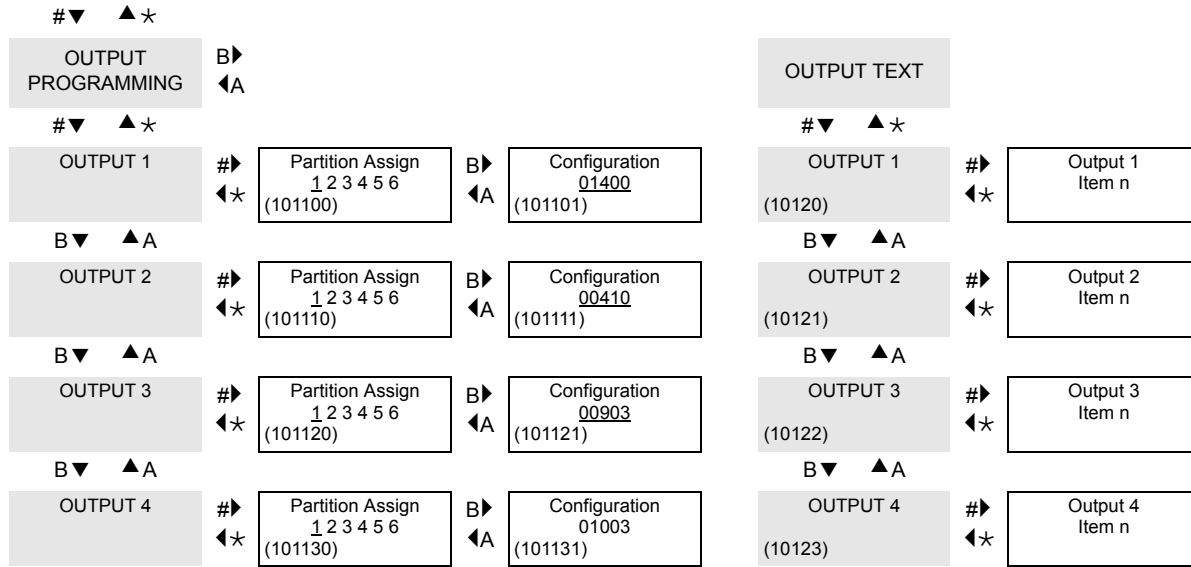 #▼ ▲*
OUTPUT
PROGRAMMING
B▶
◀A
OUTPUT TEXT
#▼ ▲*
#▼ ▲*
OUTPUT 1
#▶
◀*
Partition Assign
1 2 3 4 5 6
(101100)
B▶
◀A
Configuration
01400
(101101)
OUTPUT 1
(10120)
#▶
◀*
Output 1
Item n
B▼ ▲A
B▼ ▲A
OUTPUT 2
#▶
◀*
Partition Assign
1 2 3 4 5 6
(101110)
B▶
◀A
Configuration
00410
(101111)
OUTPUT 2
(10121)
#▶
◀*
Output 2
Item n
B▼ ▲A
B▼ ▲A
OUTPUT 3
#▶
◀*
Partition Assign
1 2 3 4 5 6
(101120)
B▶
◀A
Configuration
00903
(101121)
OUTPUT 3
(10122)
#▶
◀*
Output 3
Item n
B▼ ▲A
B▼ ▲A
OUTPUT 4
#▶
◀*
Partition Assign
1 2 3 4 5 6
(101130)
B▶
◀A
Configuration
01003
(101131)
OUTPUT 4
(10123)
#▶
◀*
Output 4
Item n